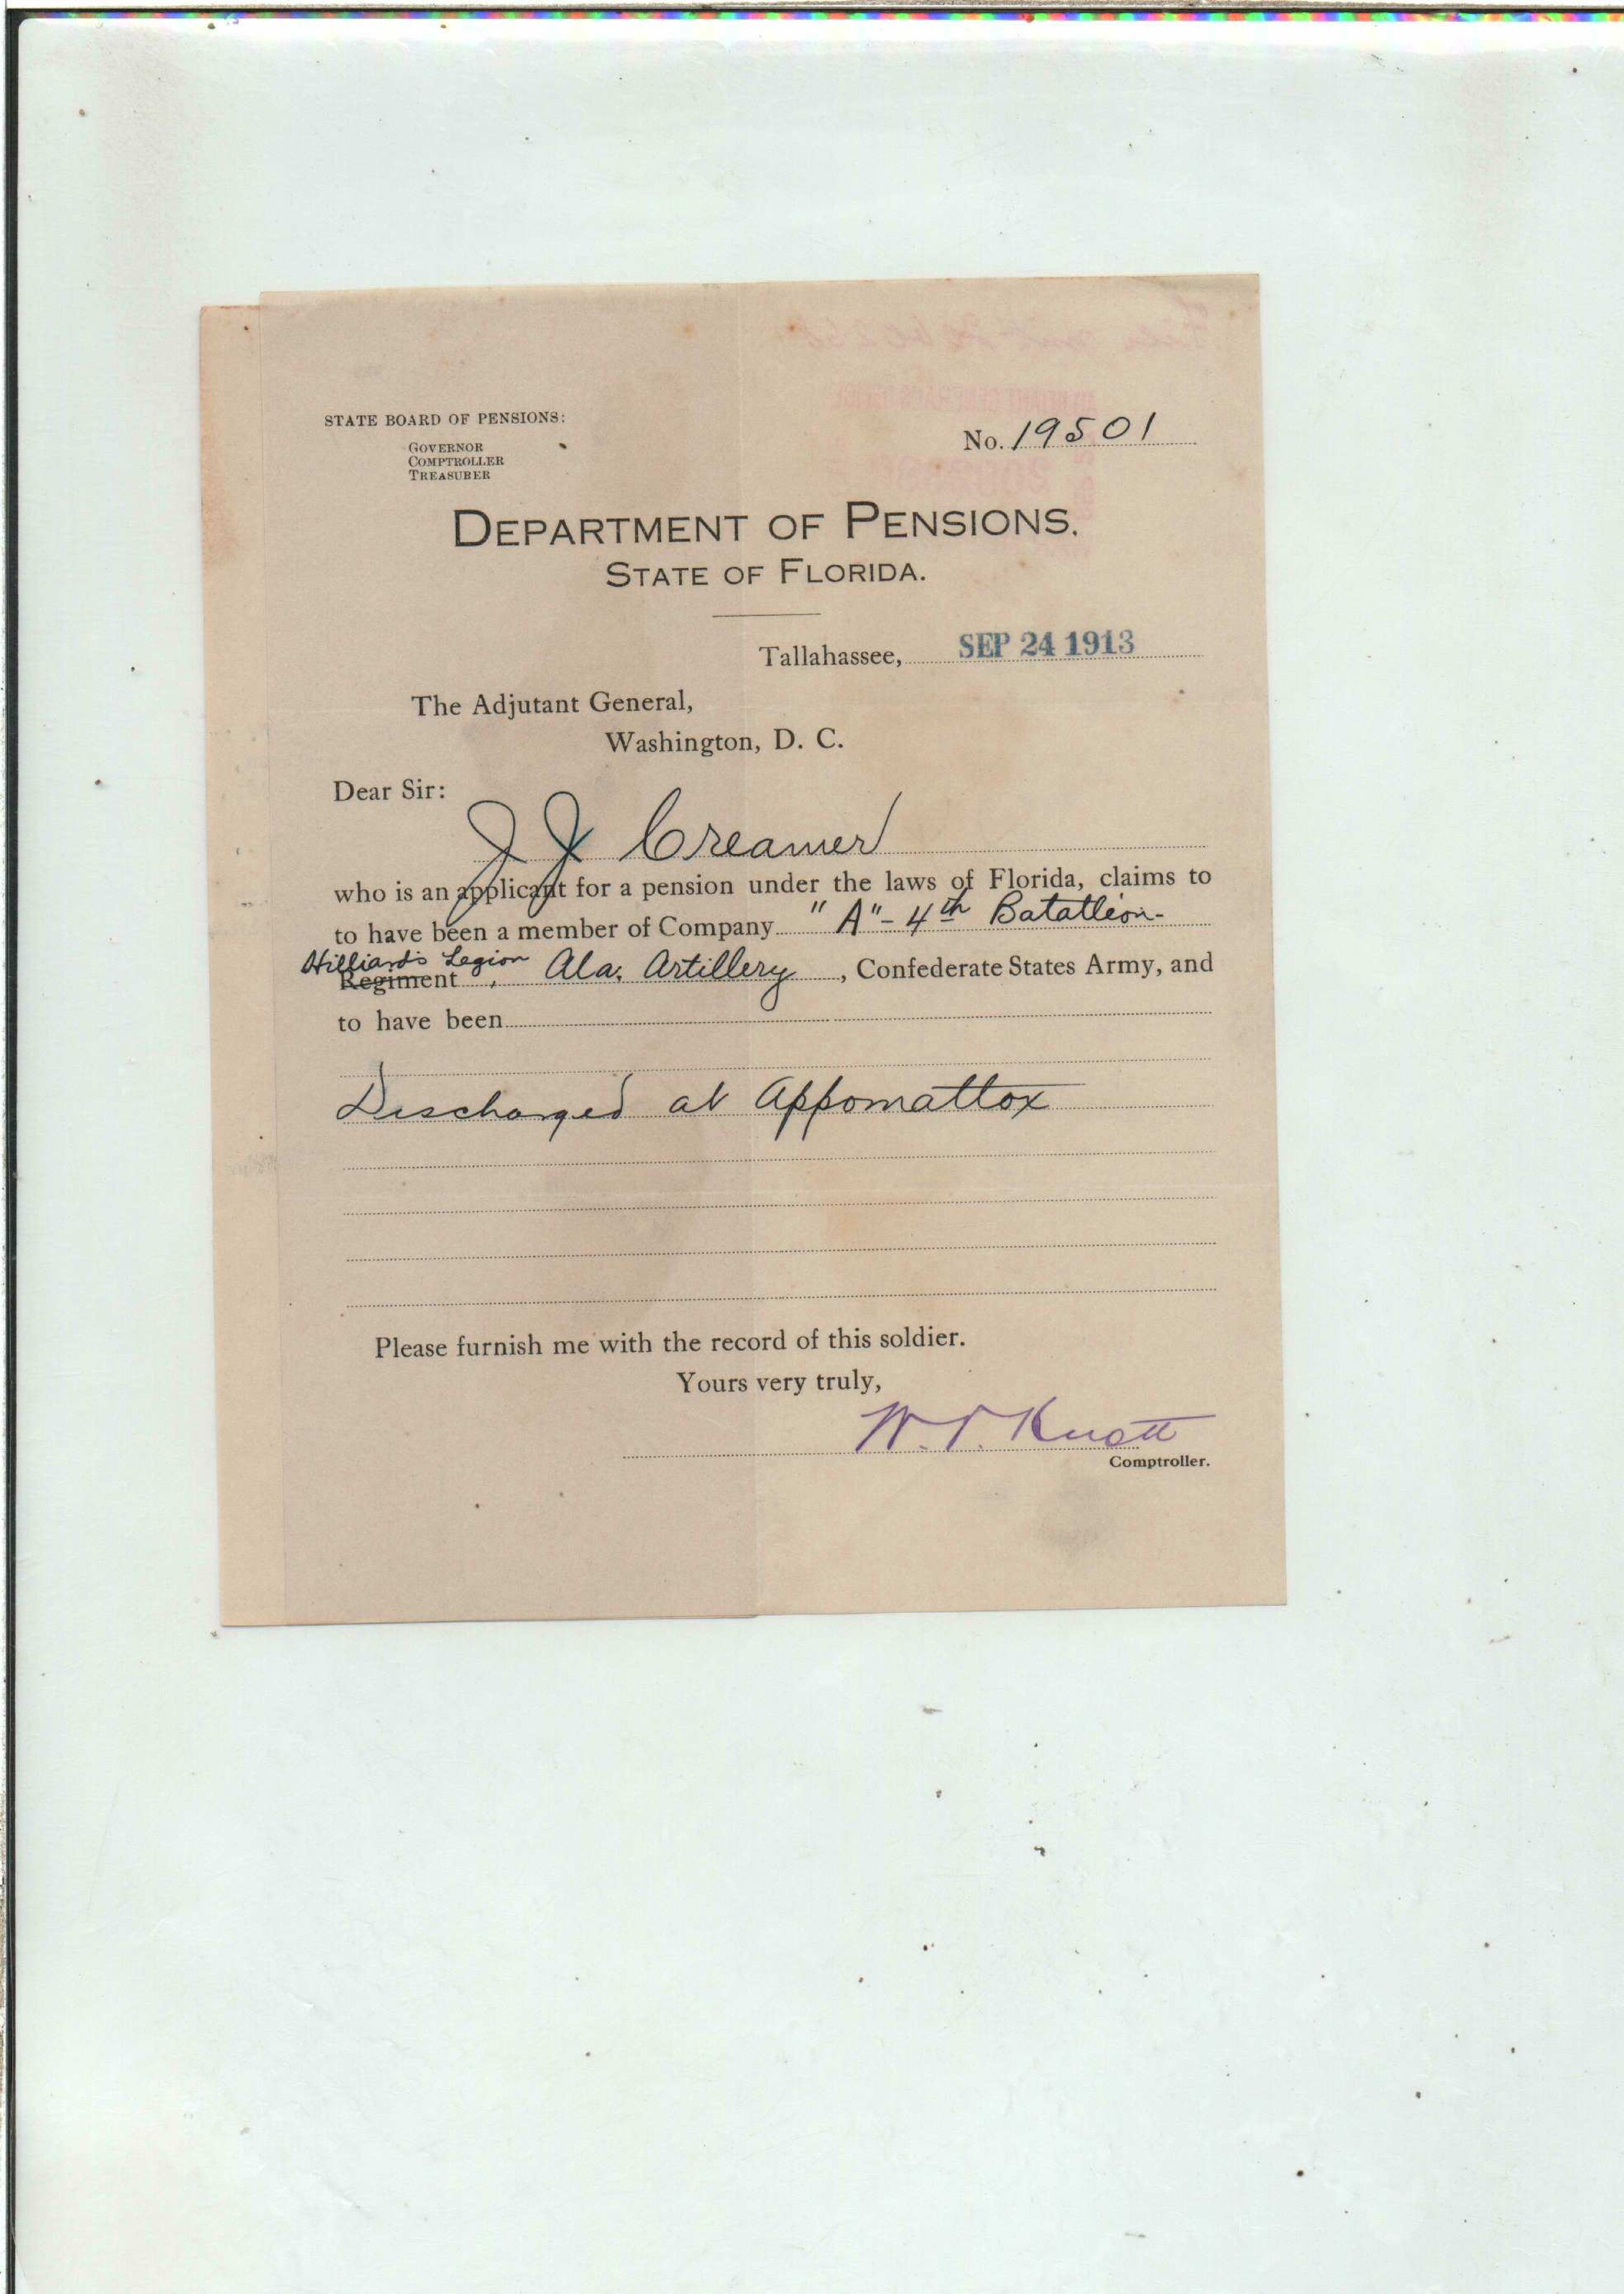 STATE BOARD OF PENSIONS:
GOVERNOR
COMPTROLLER
TREASURER
No. 19501
DEPARTMENT OF PENSIONS.
STATE OF FLORIDA.
Tallahassee, SEP 24 1913
The Adjutant General,
Washington, D. C.
Dear Sir:
J J Creamer
who is an applicant for a pension under the laws of Florida, claims to
to have been a member of Company "A" - 4th Batatleon-
Hilliard's Legion
Regiment, Ala. Artillery, Confederate States Army, and
to have been
Discharged at Appomattox
Please furnish me with the record of this soldier.
Yours very truly,
W. V. Knott
Comptroller.